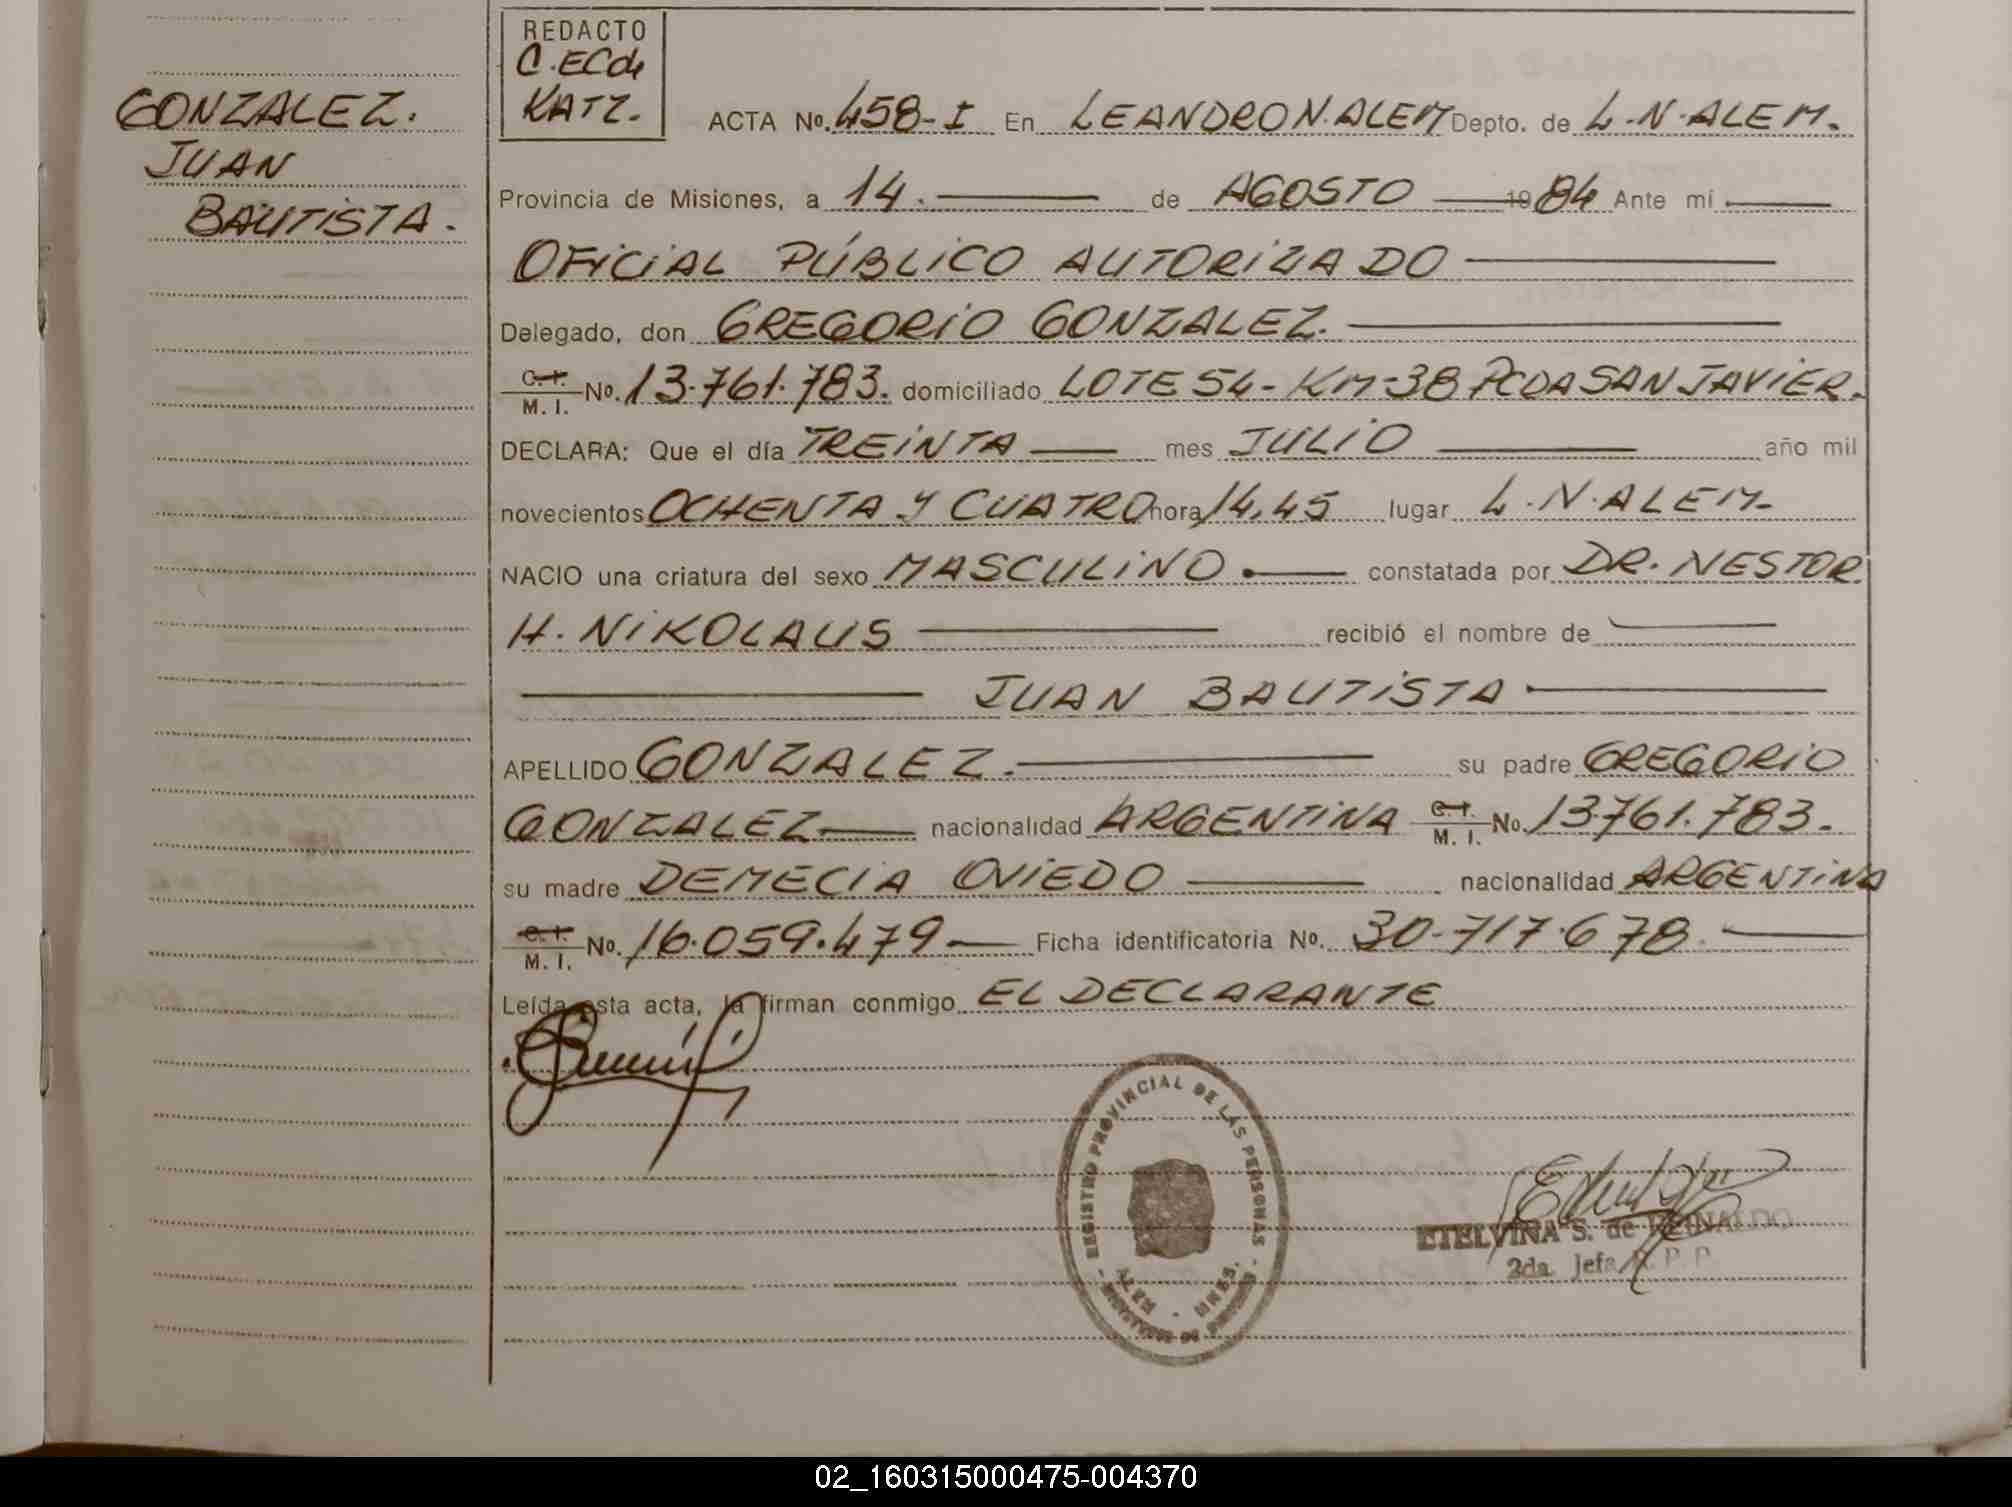 GONZALEZ.
JUAN
BAUTISTA.
REDACTO
C. EC de
KATZ.
ACTA No. 458-I En LEANDRO N. ALEM Depto. de L.N. ALEM.
Provincia de Misiones, a 14. de AGOSTO 1984 Ante mí
OFICIAL PÚBLICO AUTORIZADO
Delegado, don GREGORIO GONZALEZ.
C. I. M. I. No. 13.761.783. domiciliado LOTE 54- KM-38 PCDA SAN JAVIER.
DECLARA: Que el día TREINTA mes JULIO año mil
novecientos OCHENTA Y CUATRO hora 14,45 lugar L.N. ALEM-
NACIO una criatura del sexo MASCULINO. constatada por DR. NESTOR
H. NIKOLAUS recibió el nombre de
JUAN BAUTISTA
APELLIDO GONZALEZ. su padre GREGORIO
GONZALEZ nacionalidad ARGENTINA C. I. M. I. No. 13.761.783.
su madre DEMECIA OVIEDO nacionalidad ARGENTINA
C. I. M. I. No. 16.059.479 Ficha identificatoria No. 30-717.678.
Leída esta acta, la firman conmigo EL DECLARANTE
REGISTRO PROVINCIAL DE LAS PERSONAS
MNES.
ETELVINA S. de REINALDO
2da. Jefa R. P. P.
02_160315000475-004370